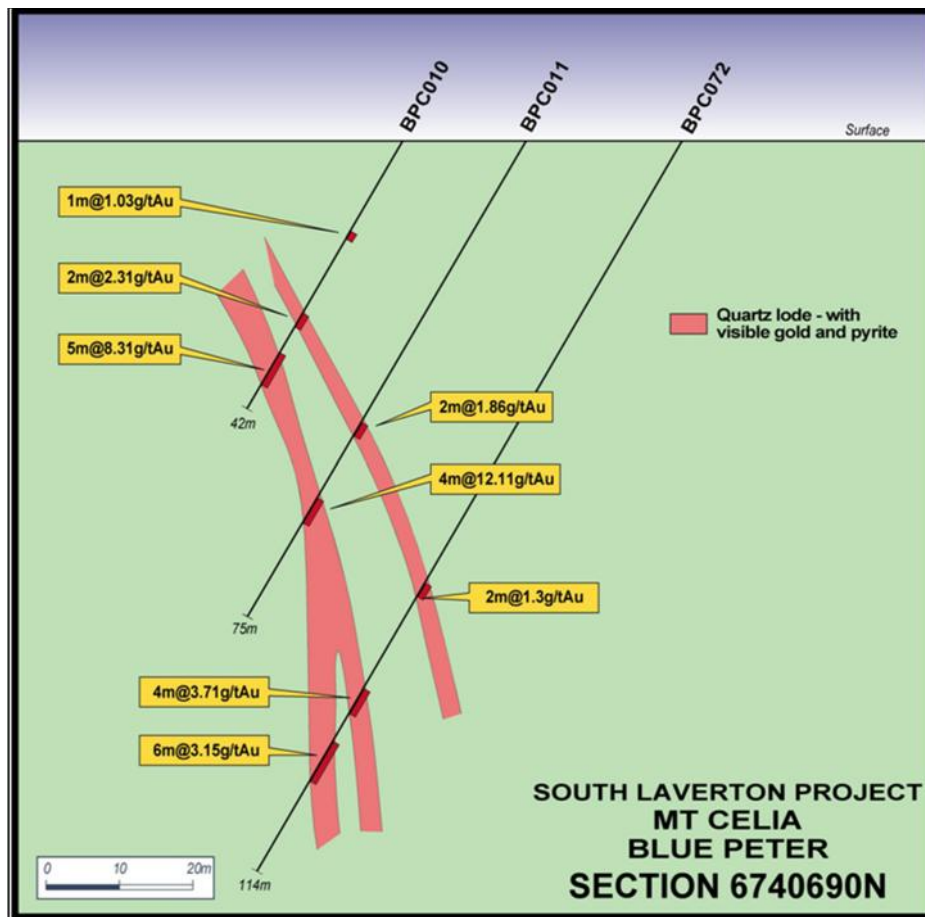 BPC010
BPC011
BPC072
Surface
1m@1.03g/tAu
2m@2.31g/tAu
5m@8.31g/tAu
42m
Quartz lode - with
visible gold and pyrite
2m@1.86g/tAu
4m@12.11g/tAu
2m@1.3g/tAu
75m
4m@3.71g/tAu
6m@3.15g/tAu
114m
0 10 20m
SOUTH LAVERTON PROJECT
MT CELIA
BLUE PETER
SECTION 6740690N